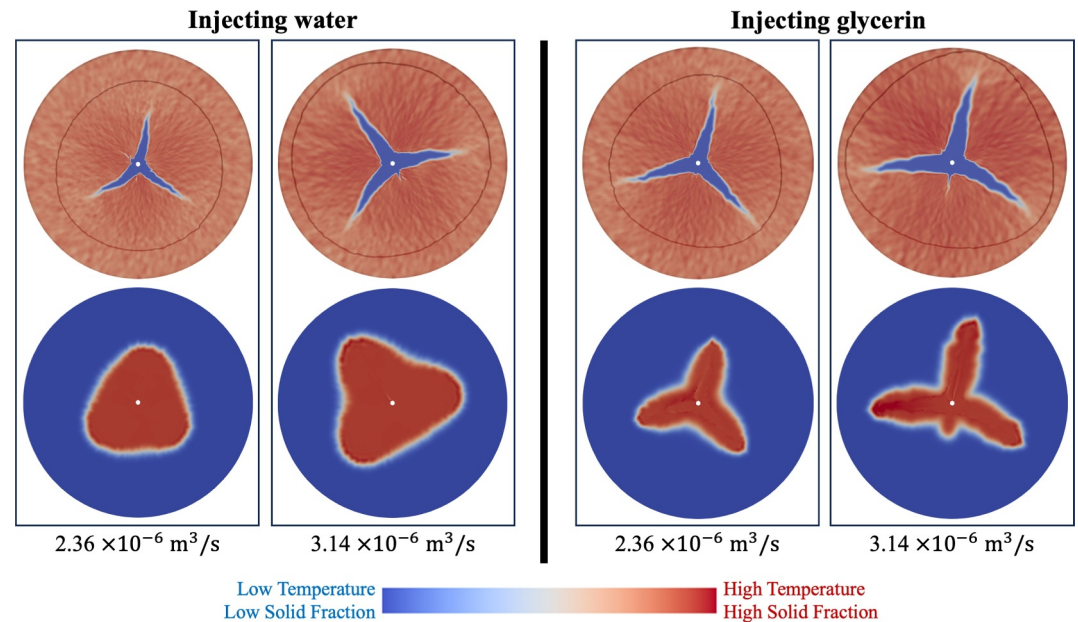 Injecting water
Injecting glycerin
2.36 ×10⁻⁶ m³/s
3.14 ×10⁻⁶ m³/s
2.36 ×10⁻⁶ m³/s
3.14 ×10⁻⁶ m³/s
Low Temperature
Low Solid Fraction
High Temperature
High Solid Fraction